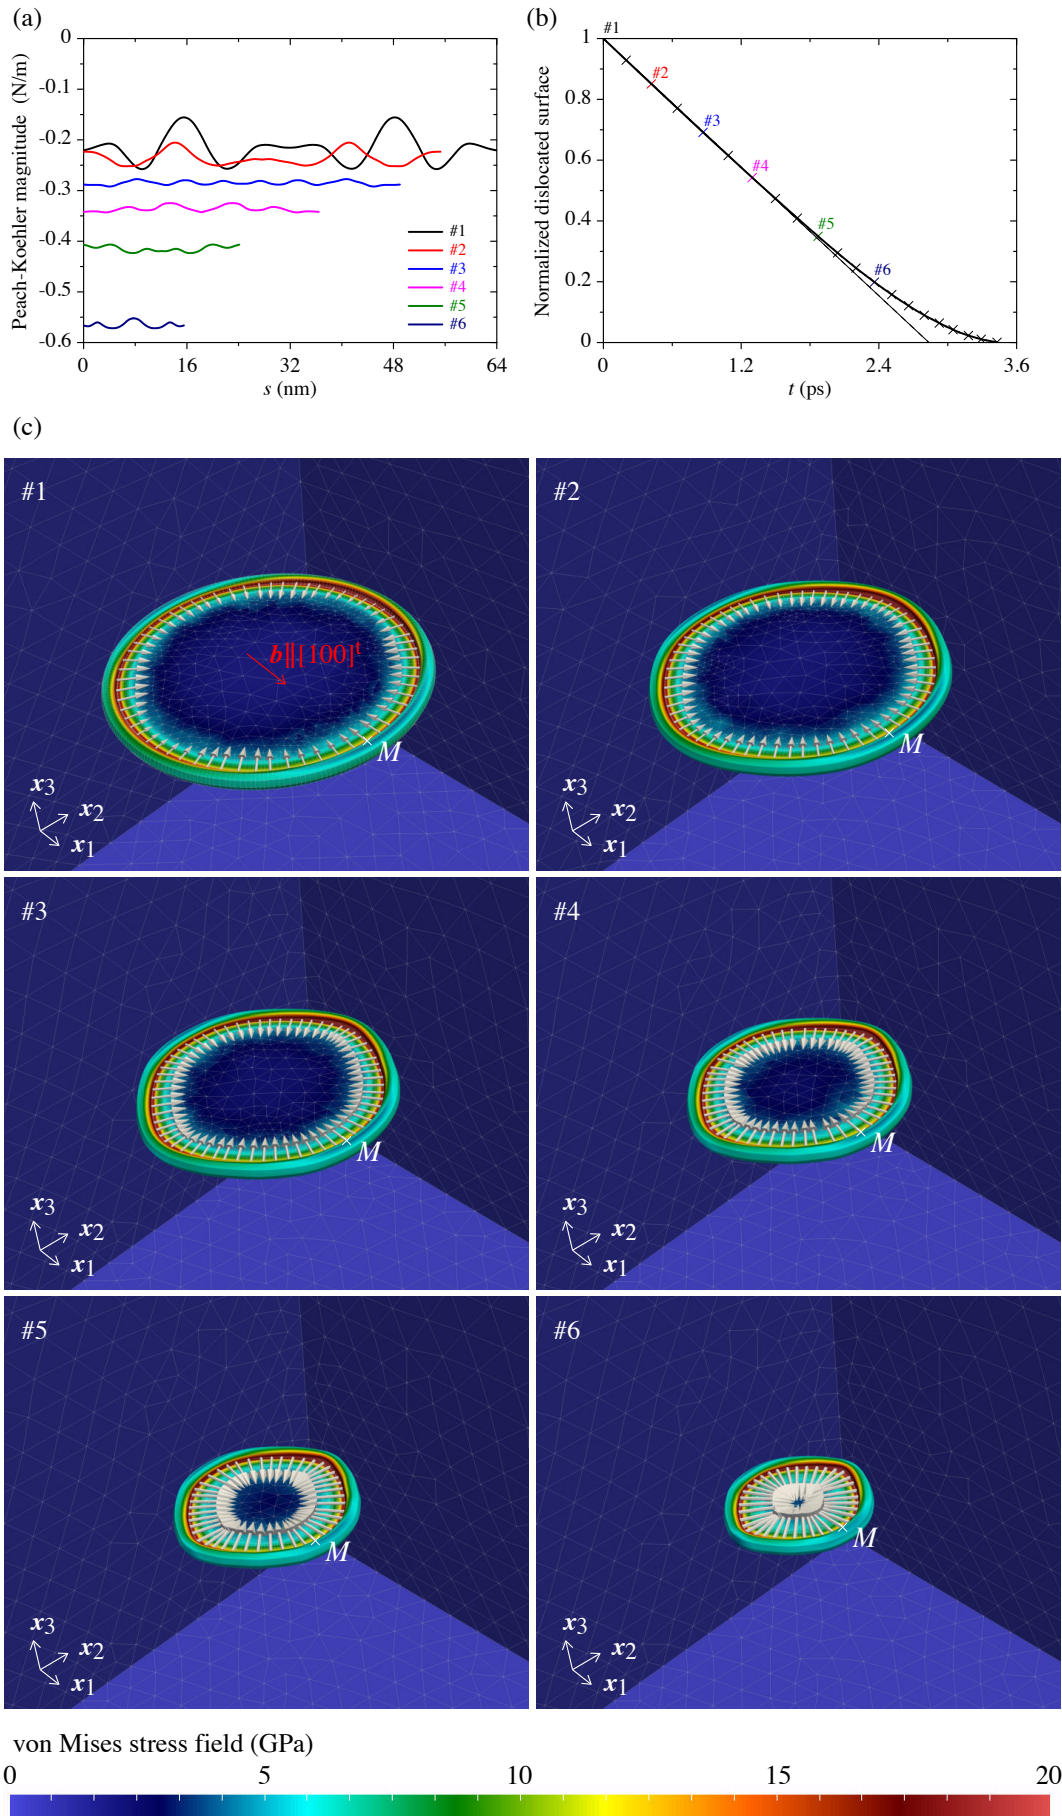 (a)
(b)
Peach-Koehler magnitude (N/m)
0
-0.1
-0.2
-0.3
-0.4
-0.5
-0.6
0 16 32 48 64
s (nm)
#1
#2
#3
#4
#5
#6
Normalized dislocated surface
1
0.8
0.6
0.4
0.2
0
0 1.2 2.4 3.6
t (ps)
#1
#2
#3
#4
#5
#6
(c)
#1
b||[100]ᵗ
M
x3
x2
x1
#2
M
x3
x2
x1
#3
M
x3
x2
x1
#4
M
x3
x2
x1
#5
M
x3
x2
x1
#6
M
x3
x2
x1
von Mises stress field (GPa)
0 5 10 15 20